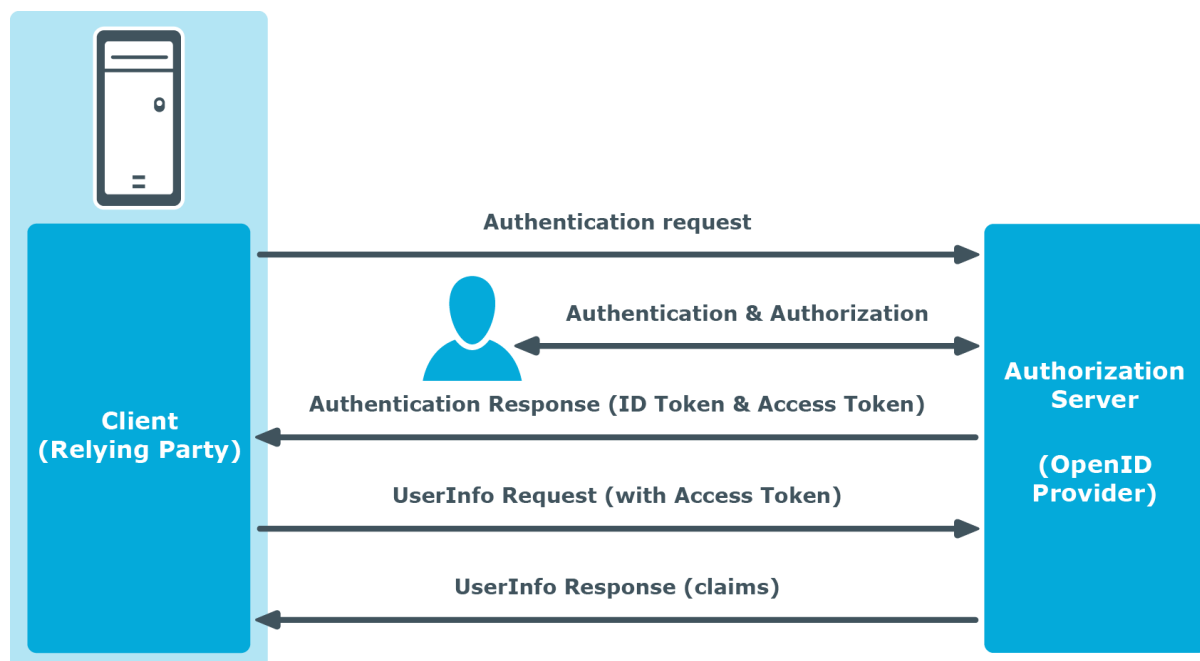 Authentication request
Authentication & Authorization
Authentication Response (ID Token & Access Token)
UserInfo Request (with Access Token)
UserInfo Response (claims)
Client
(Relying Party)
Authorization
Server
(OpenID
Provider)